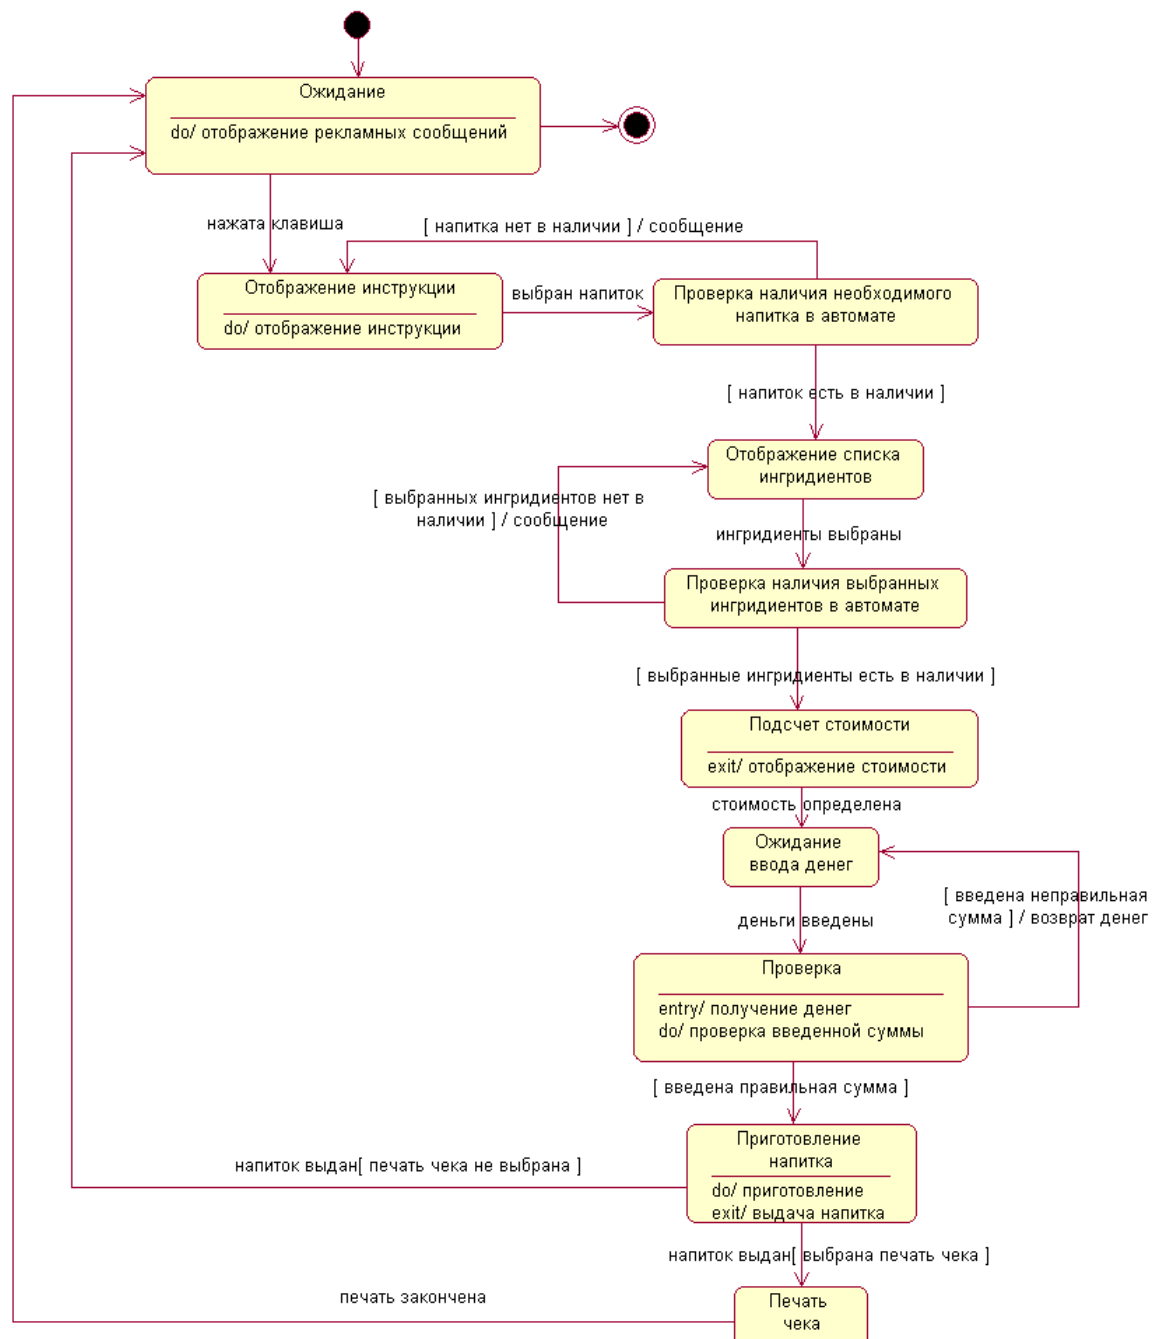 Ожидание
do/ отображение рекламных сообщений
нажата клавиша
[ напитка нет в наличии ] / сообщение
Отображение инструкции
do/ отображение инструкции
выбран напиток
Проверка наличия необходимого
напитка в автомате
[ напиток есть в наличии ]
Отображение списка
ингридиентов
[ выбранных ингридиентов нет в
наличии ] / сообщение
ингридиенты выбраны
Проверка наличия выбранных
ингридиентов в автомате
[ выбранные ингридиенты есть в наличии ]
Подсчет стоимости
exit/ отображение стоимости
стоимость определена
Ожидание
ввода денег
[ введена неправильная
сумма ] / возврат денег
деньги введены
Проверка
entry/ получение денег
do/ проверка введенной суммы
[ введена правильная сумма ]
Приготовление
напитка
do/ приготовление
exit/ выдача напитка
напиток выдан[ печать чека не выбрана ]
напиток выдан[ выбрана печать чека ]
печать закончена
Печать
чека